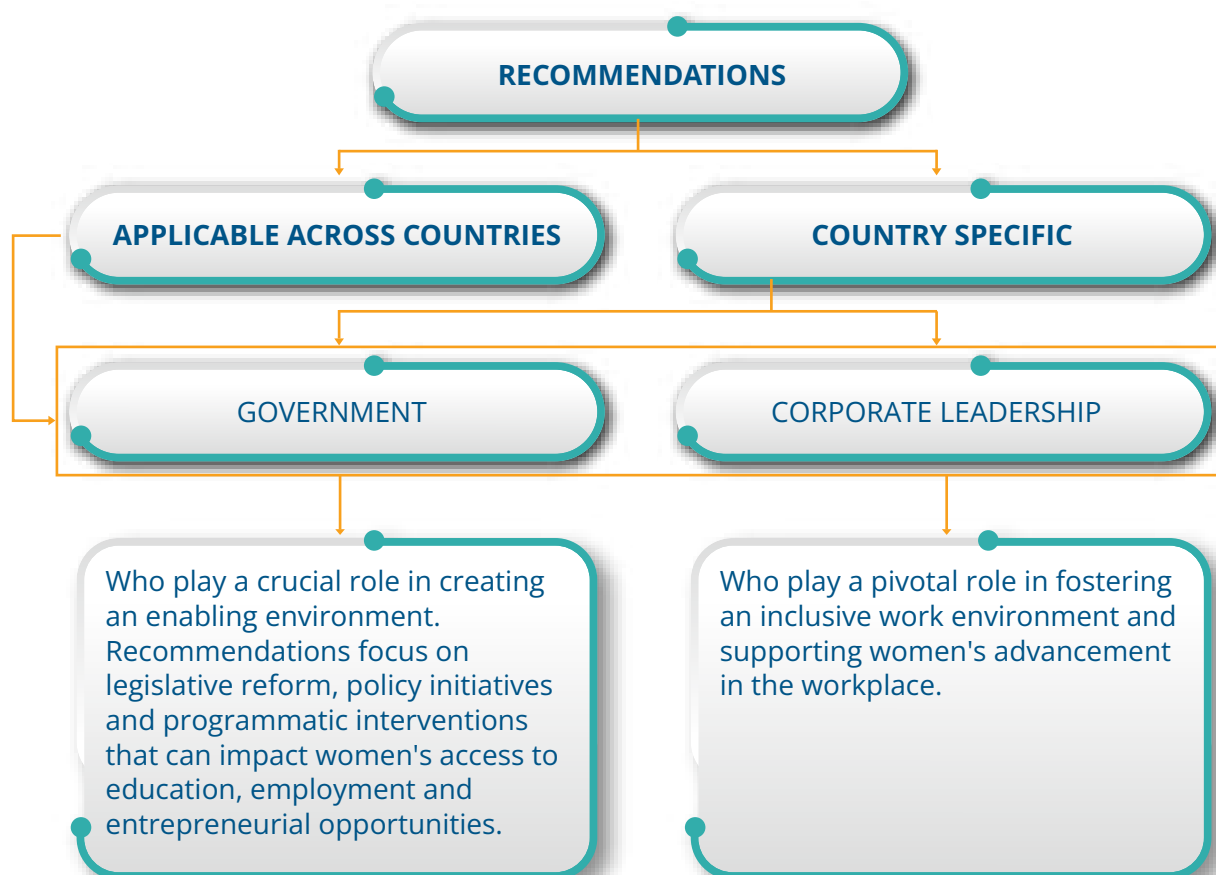 RECOMMENDATIONS
APPLICABLE ACROSS COUNTRIES
COUNTRY SPECIFIC
GOVERNMENT
CORPORATE LEADERSHIP
Who play a crucial role in creating
an enabling environment.
Recommendations focus on
legislative reform, policy initiatives
and programmatic interventions
that can impact women's access to
education, employment and
entrepreneurial opportunities.
Who play a pivotal role in fostering
an inclusive work environment and
supporting women's advancement
in the workplace.